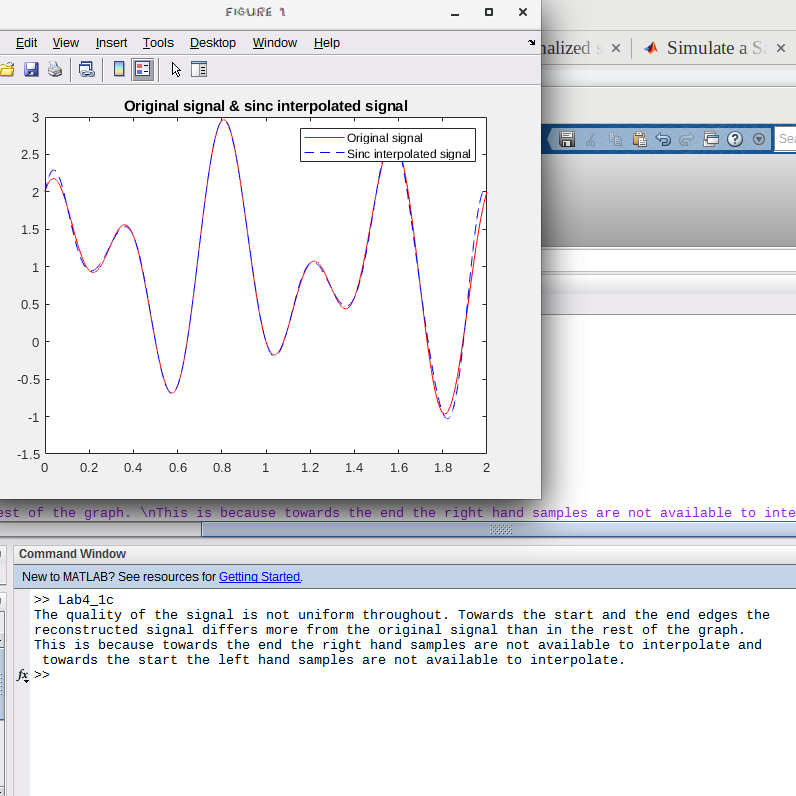 FIGURE 1
Edit View Insert Tools Desktop Window Help
Simulate a
Original signal & sinc interpolated signal
Original signal
Sinc interpolated signal
3
2.5
2
1.5
1
0.5
0
-0.5
-1
-1.5
0 0.2 0.4 0.6 0.8 1 1.2 1.4 1.6 1.8 2
est of the graph. \nThis is because towards the end the right hand samples are not available to inte
Command Window
New to MATLAB? See resources for Getting Started.
>> Lab4_1c
The quality of the signal is not uniform throughout. Towards the start and the end edges the
reconstructed signal differs more from the original signal than in the rest of the graph.
This is because towards the end the right hand samples are not available to interpolate and
towards the start the left hand samples are not available to interpolate.
fx >>